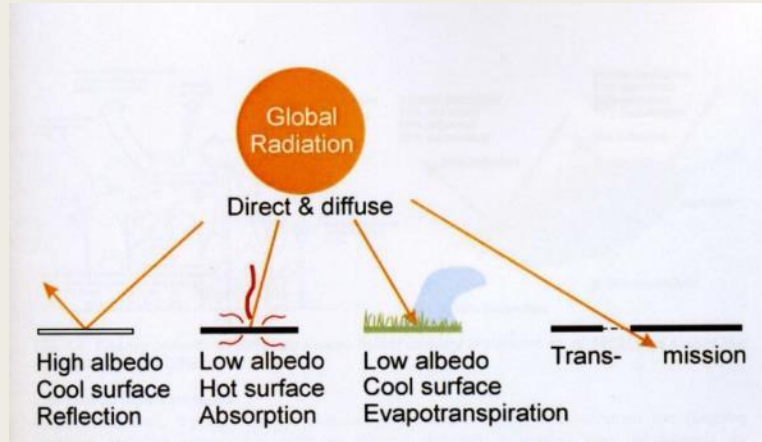 Global
Radiation
Direct & diffuse
High albedo
Cool surface
Reflection
Low albedo
Hot surface
Absorption
Low albedo
Cool surface
Evapotranspiration
Trans- mission